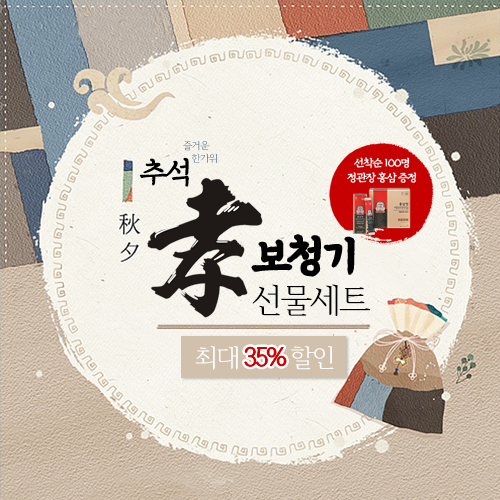 즐거운
한가위
추석
秋夕
孝 보청기
선물세트
최대 35% 할인
선착순 100명
정관장 홍삼 증정